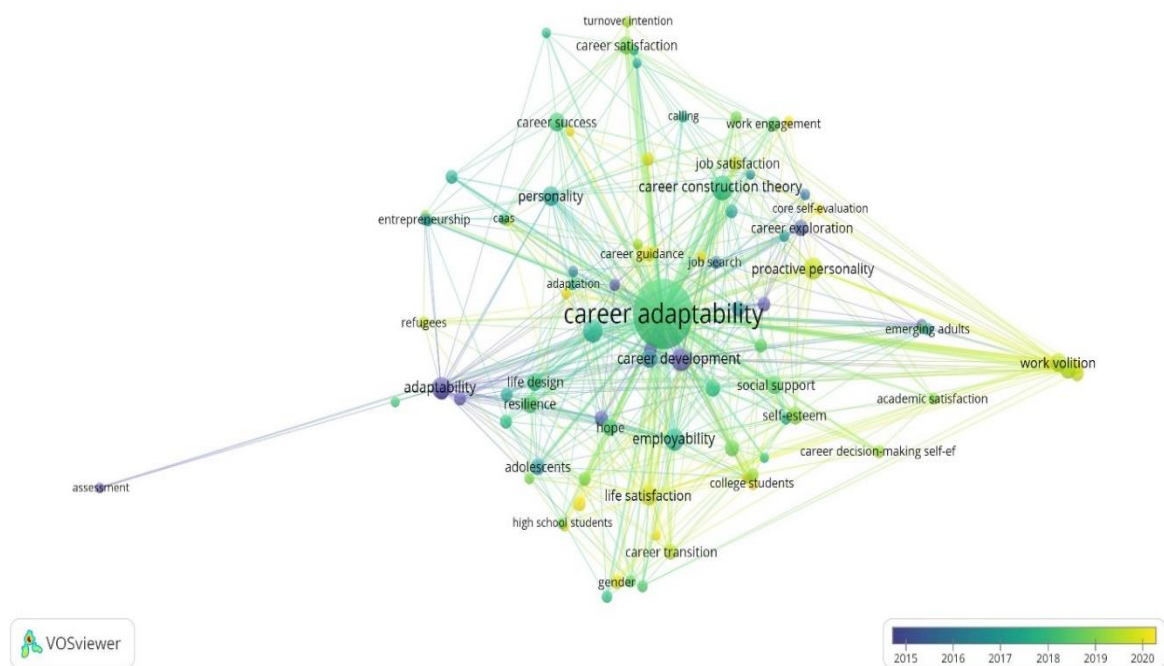 turnover intention
career satisfaction
career success
calling
work engagement
job satisfaction
career construction theory
personality
core self-evaluation
entrepreneurship
caas
career exploration
career guidance
job search
proactive personality
adaptation
career adaptability
refugees
emerging adults
career development
work volition
adaptability
life design
social support
resilience
academic satisfaction
self-esteem
hope
employability
career decision-making self-ef
adolescents
college students
assessment
life satisfaction
high school students
career transition
gender
VOSviewer
2015 2016 2017 2018 2019 2020